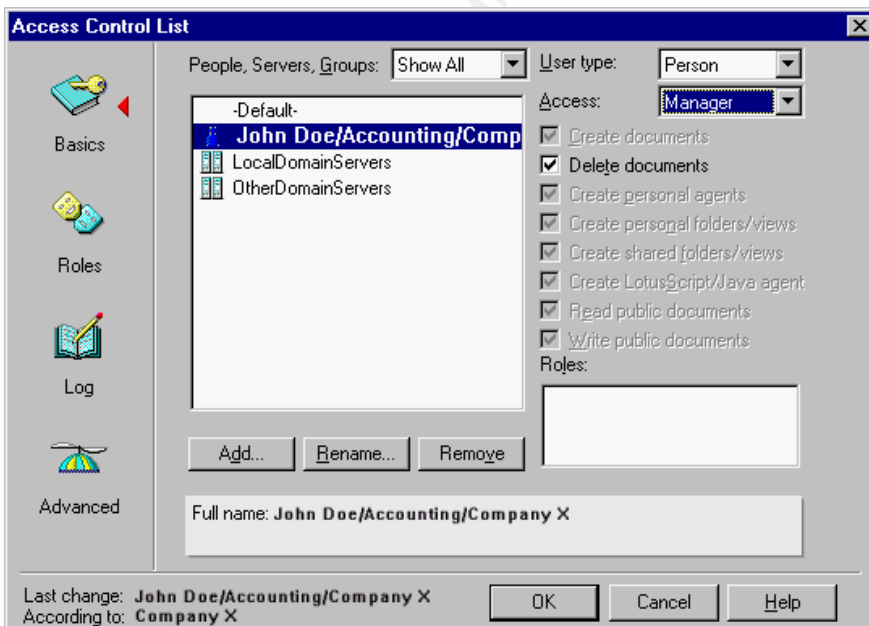 Access Control List
Basics
Roles
Log
Advanced
People, Servers, Groups: Show All
-Default-
John Doe/Accounting/Comp
LocalDomainServers
OtherDomainServers
Add...
Rename...
Remove
User type: Person
Access: Manager
Create documents
Delete documents
Create personal agents
Create personal folders/views
Create shared folders/views
Create LotusScript/Java agent
Read public documents
Write public documents
Roles:
Full name: John Doe/Accounting/Company X
Last change: John Doe/Accounting/Company X
According to: Company X
OK
Cancel
Help